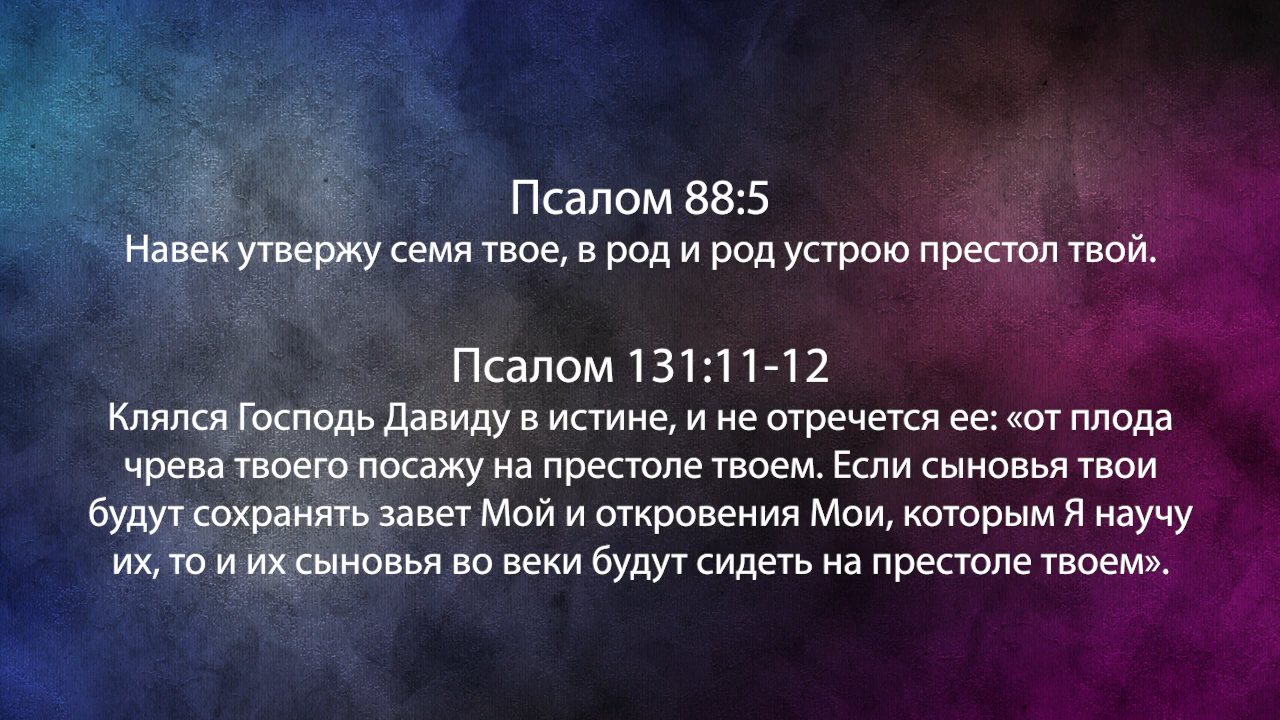 Псалом 88:5
Навек утвержу семя твое, в род и род устрою престол твой.
Псалом 131:11-12
Клялся Господь Давиду в истине, и не отречется ее: «от плода
чрева твоего посажу на престоле твоем. Если сыновья твои
будут сохранять завет Мой и откровения Мои, которым Я научу
их, то и их сыновья во веки будут сидеть на престоле твоем».